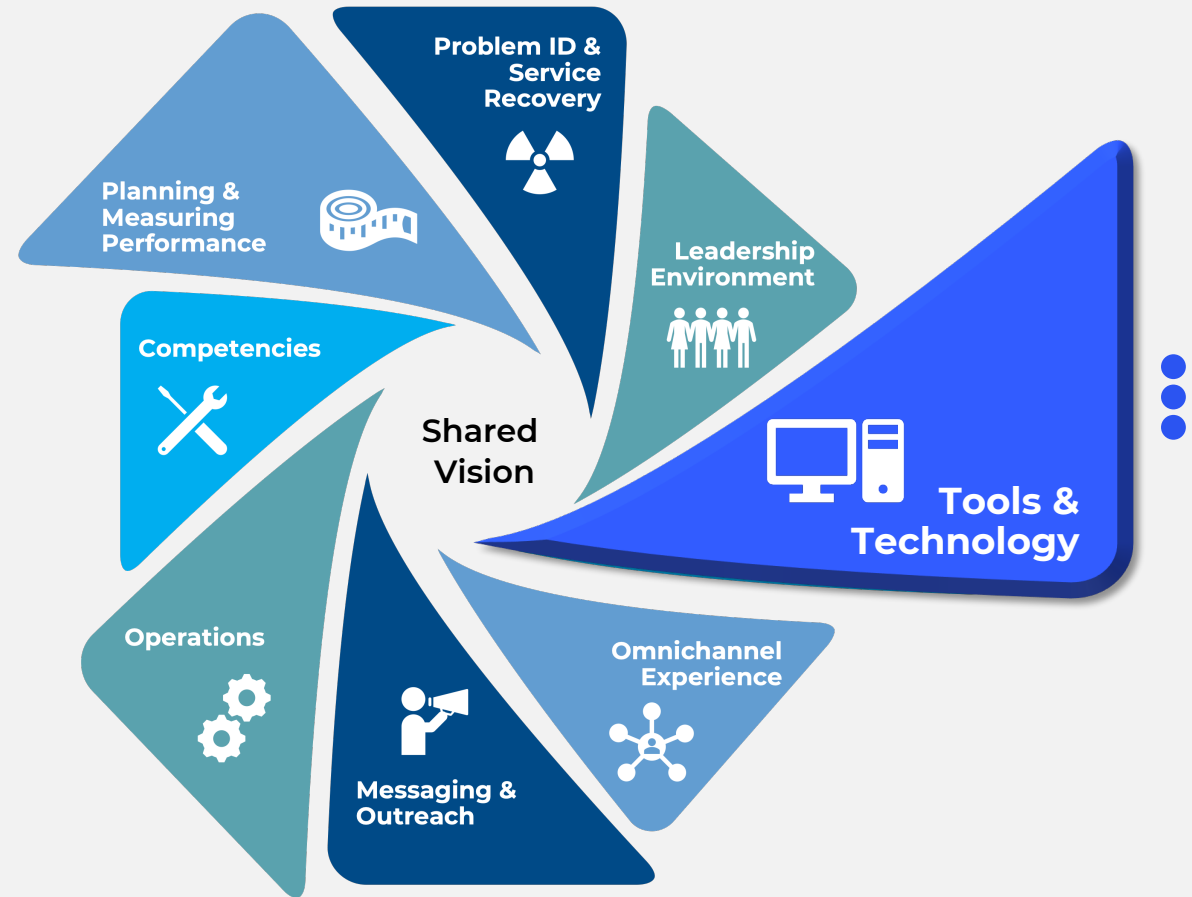 Problem ID &
Service
Recovery
Planning &
Measuring
Performance
Leadership
Environment
Competencies
Shared
Vision
Tools &
Technology
Operations
Omnichannel
Experience
Messaging &
Outreach